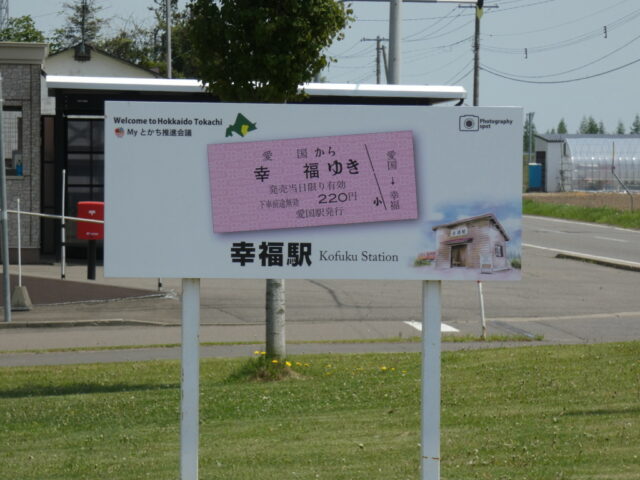 Welcome to Hokkaido Tokachi
Myとかち推進会議
Photography spot
愛国から
幸福ゆき
発売当日限り有効
下車前途無効 220円
愛国駅発行
小
愛国→幸福
幸福駅 Kofuku Station